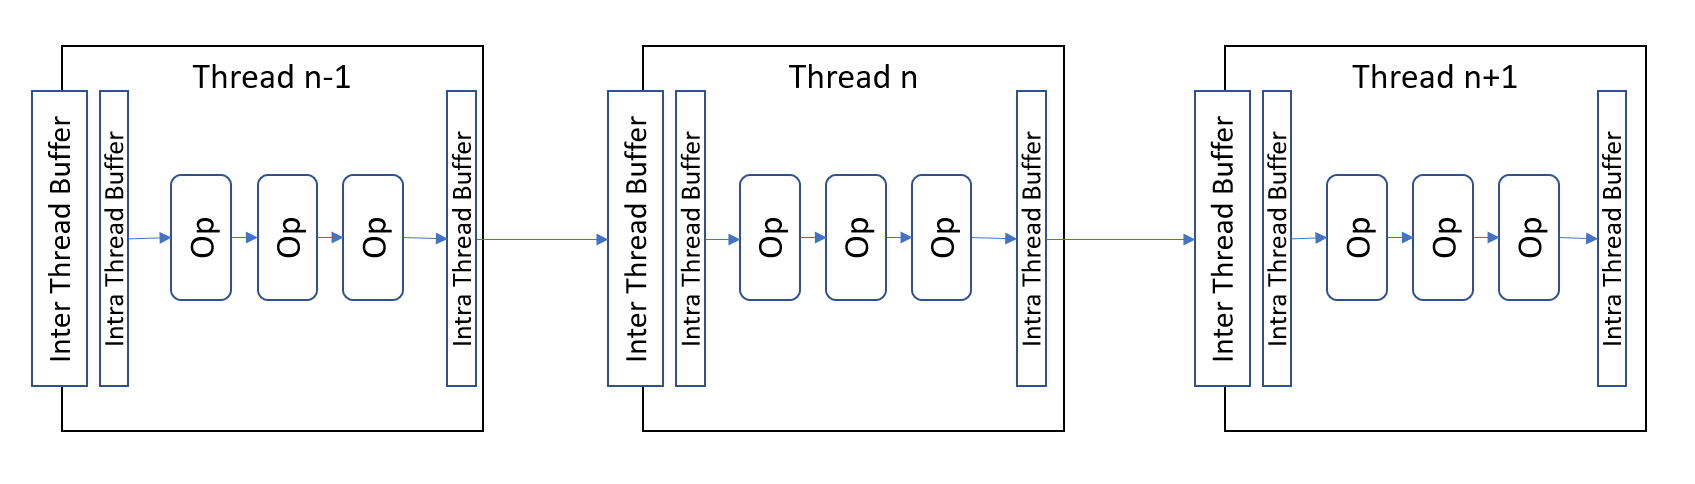 Thread n-1
Inter Thread Buffer
Intra Thread Buffer
Op
Op
Op
Intra Thread Buffer
Thread n
Inter Thread Buffer
Intra Thread Buffer
Op
Op
Op
Intra Thread Buffer
Thread n+1
Inter Thread Buffer
Intra Thread Buffer
Op
Op
Op
Intra Thread Buffer